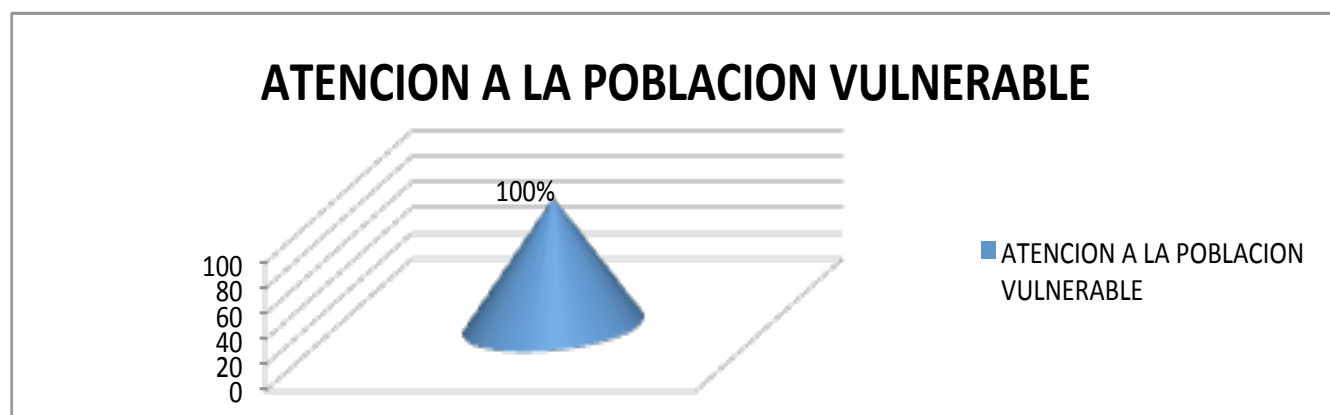 ATENCION A LA POBLACION VULNERABLE
100%
100
80
60
40
20
0
ATENCION A LA POBLACION
VULNERABLE